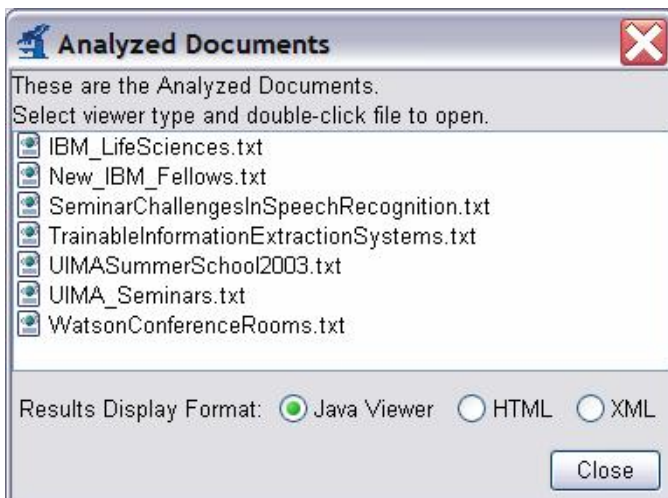 Analyzed Documents
These are the Analyzed Documents.
Select viewer type and double-click file to open.
IBM_LifeSciences.txt
New_IBM_Fellows.txt
SeminarChallengesInSpeechRecognition.txt
TrainableInformationExtractionSystems.txt
UIMASummerSchool2003.txt
UIMA_Seminars.txt
WatsonConferenceRooms.txt
Results Display Format: Java Viewer HTML XML
Close